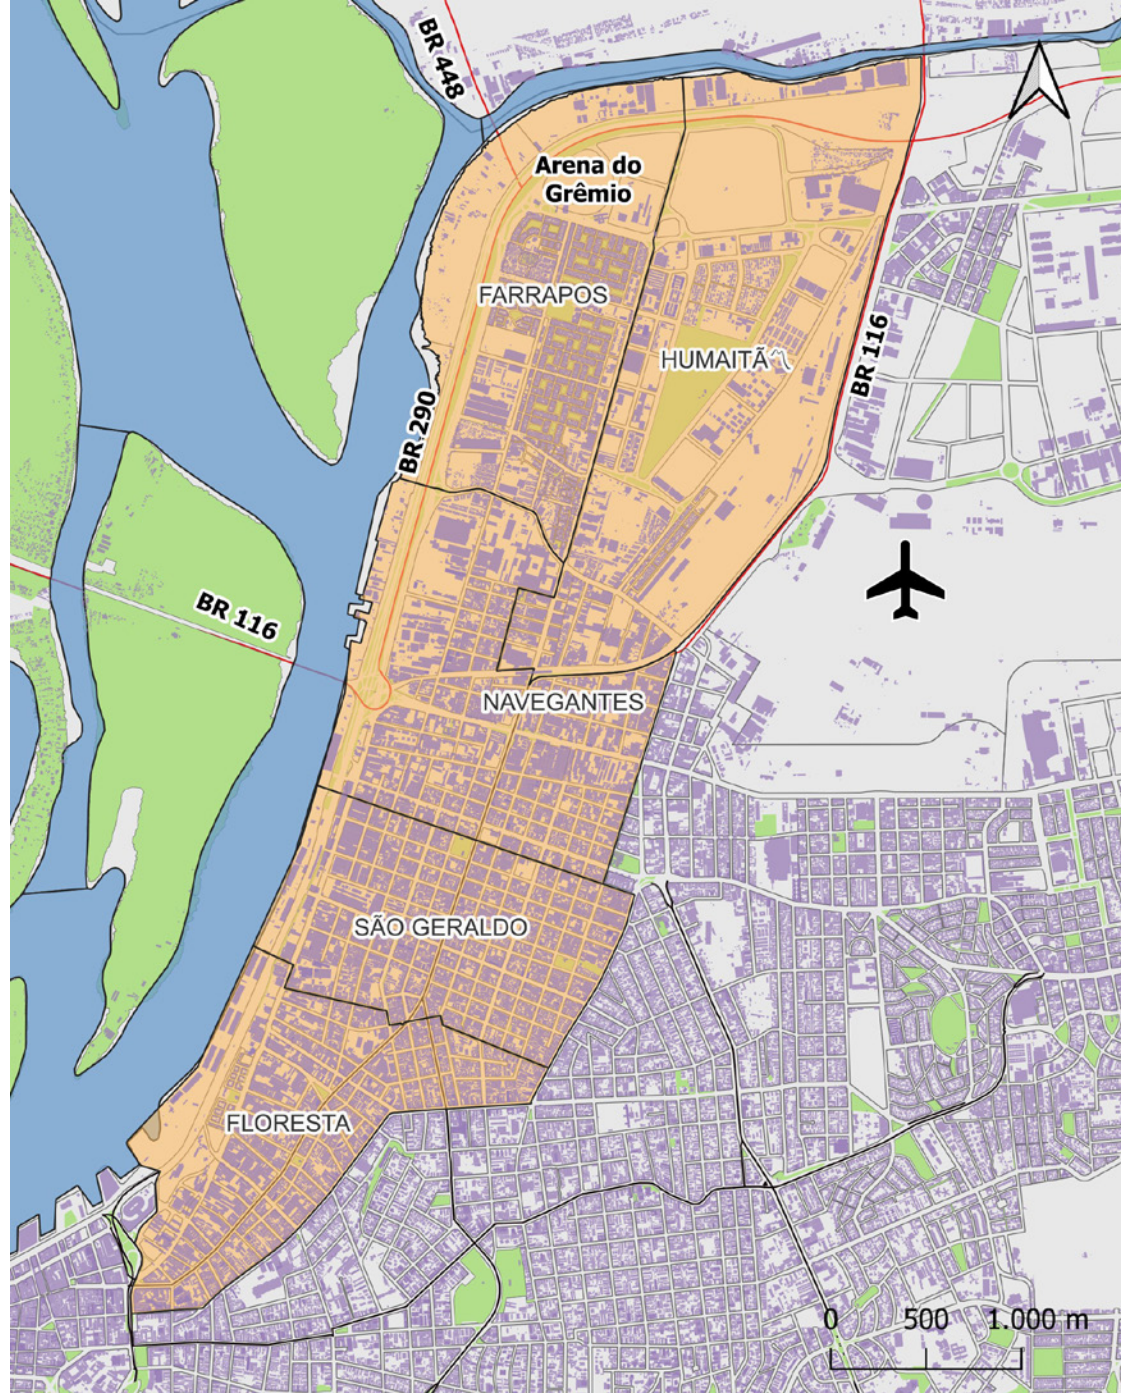 BR 448
Arena do
Grêmio
FARRAPOS
HUMAITÃ
BR 116
BR 290
BR 116
NAVEGANTES
SÃO GERALDO
FLORESTA
0 500 1.000 m